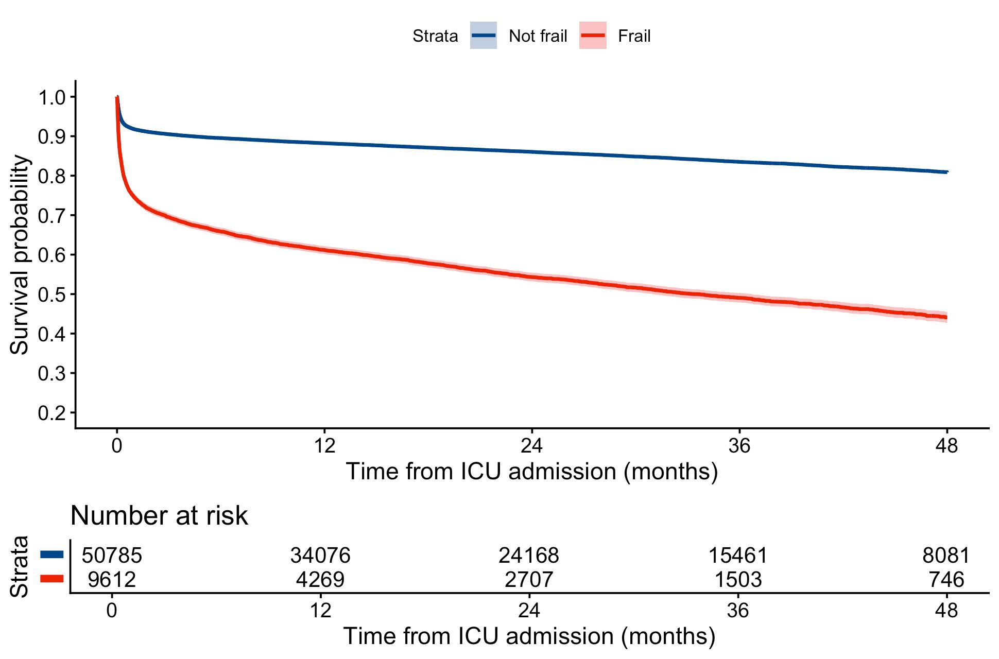 Strata Not frail Frail
Survival probability
1.0
0.9
0.8
0.7
0.6
0.5
0.4
0.3
0.2
0 12 24 36 48
Time from ICU admission (months)
Number at risk
Strata
50785 34076 24168 15461 8081
9612 4269 2707 1503 746
0 12 24 36 48
Time from ICU admission (months)